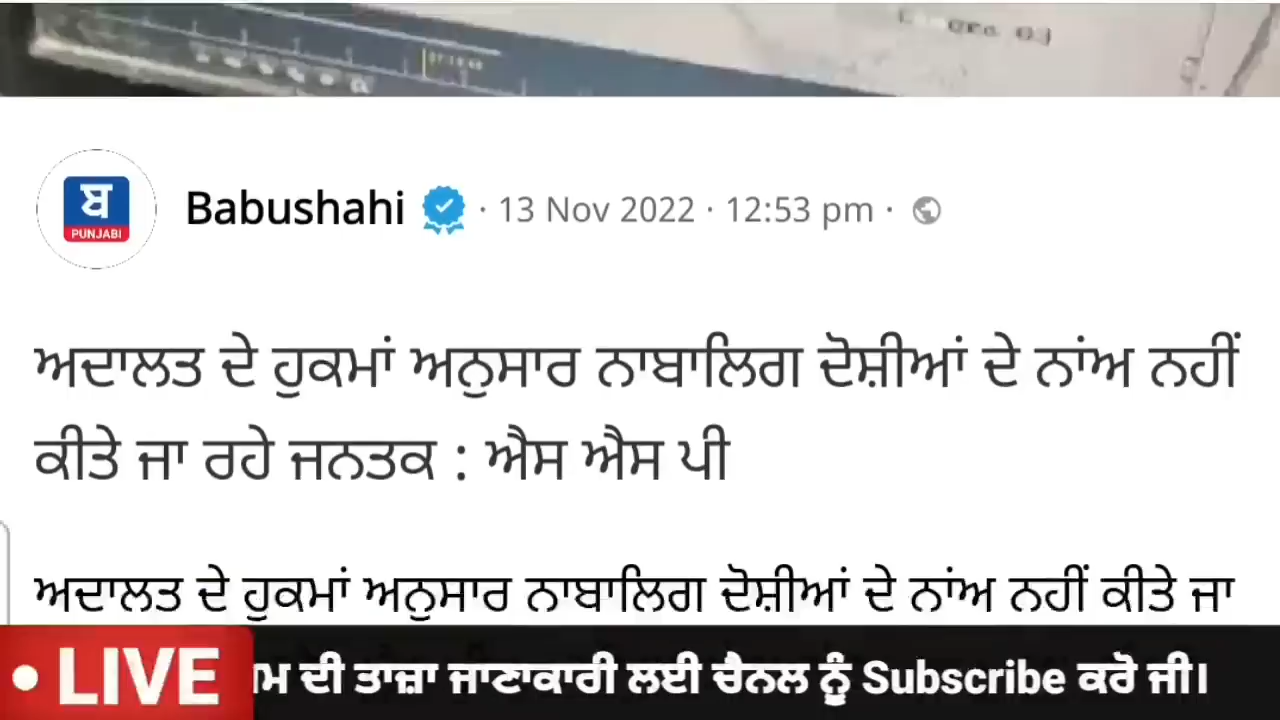 ਬ
PUNJABI
Babushahi · 13 Nov 2022 · 12:53 pm ·
ਅਦਾਲਤ ਦੇ ਹੁਕਮਾਂ ਅਨੁਸਾਰ ਨਾਬਾਲਿਗ ਦੋਸ਼ੀਆਂ ਦੇ ਨਾਂਅ ਨਹੀਂ
ਕੀਤੇ ਜਾ ਰਹੇ ਜਨਤਕ : ਐਸ ਐਸ ਪੀ
ਅਦਾਲਤ ਦੇ ਹੁਕਮਾਂ ਅਨੁਸਾਰ ਨਾਬਾਲਿਗ ਦੋਸ਼ੀਆਂ ਦੇ ਨਾਂਅ ਨਹੀਂ ਕੀਤੇ ਜਾ
• LIVE ਦੀ ਤਾਜ਼ਾ ਜਾਣਾਕਾਰੀ ਲਈ ਚੈਨਲ ਨੂੰ Subscribe ਕਰੋ ਜੀ।